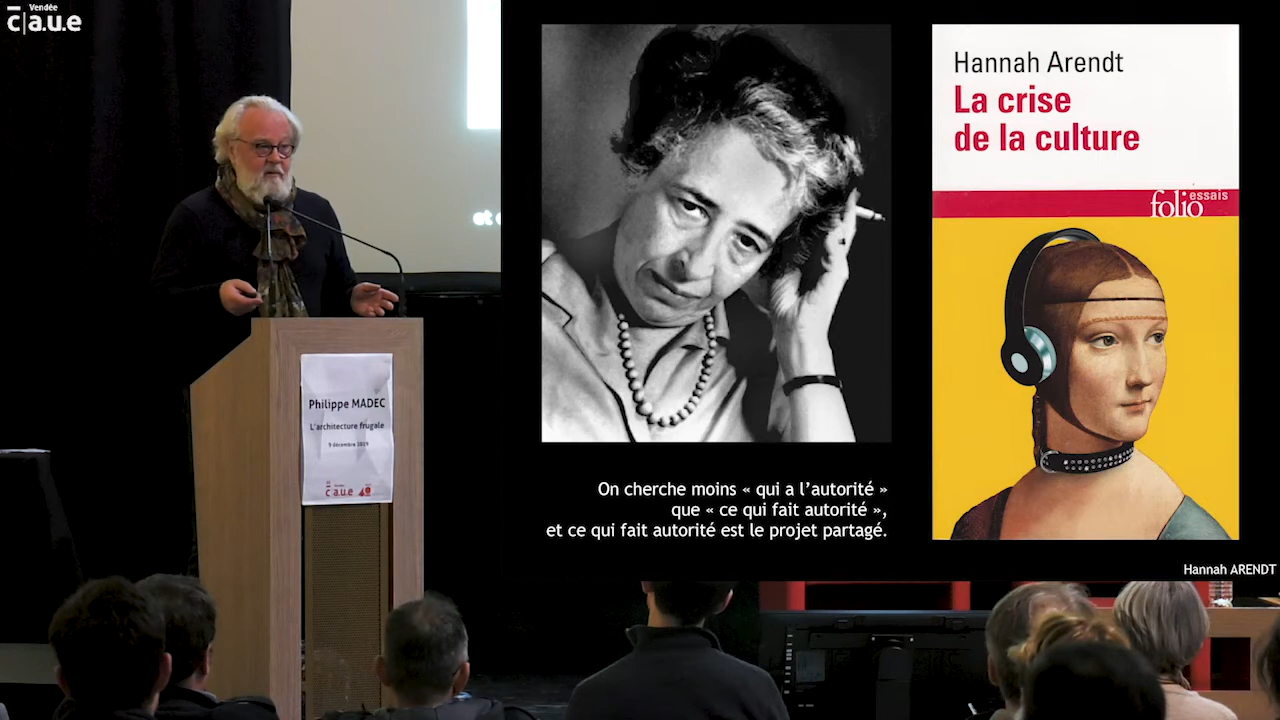 Vendée
c|a.u.e
et
Philippe MADEC
L'architecture frugale
9 décembre 2019
Vendée
c|a.u.e
Hannah Arendt
La crise
de la culture
folio essais
On cherche moins « qui a l'autorité »
que « ce qui fait autorité »,
et ce qui fait autorité est le projet partagé.
Hannah ARENDT